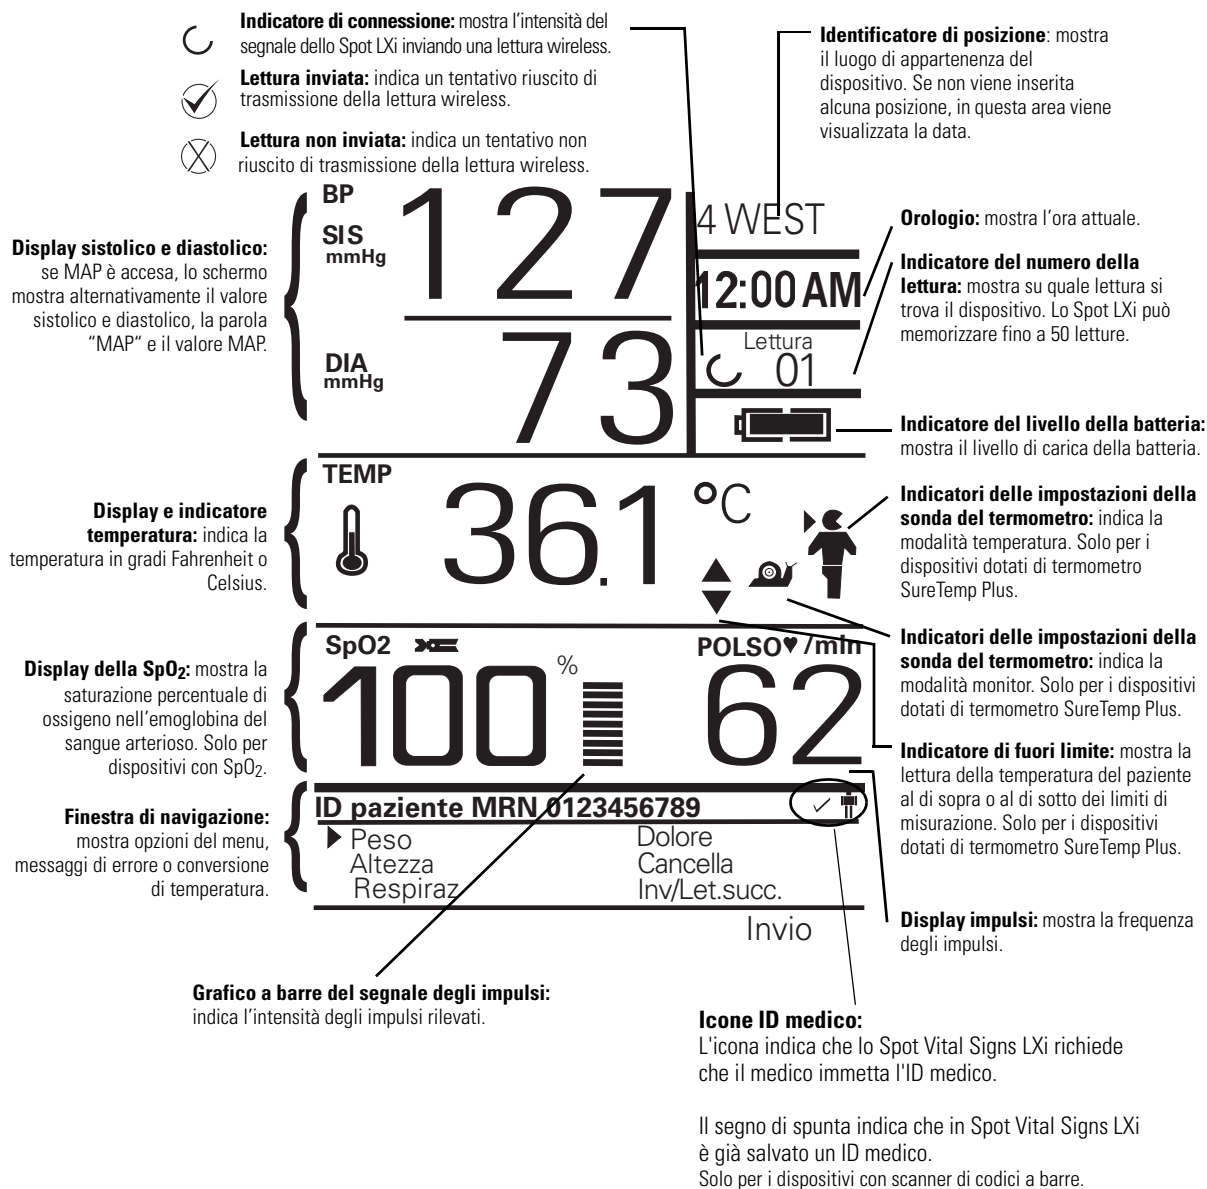 Indicatore di connessione: mostra l'intensità del
segnale dello Spot LXi inviando una lettura wireless.
Lettura inviata: indica un tentativo riuscito di
trasmissione della lettura wireless.
Lettura non inviata: indica un tentativo non
riuscito di trasmissione della lettura wireless.
Identificatore di posizione: mostra
il luogo di appartenenza del
dispositivo. Se non viene inserita
alcuna posizione, in questa area viene
visualizzata la data.
Display sistolico e diastolico:
se MAP è accesa, lo schermo
mostra alternativamente il valore
sistolico e diastolico, la parola
"MAP" e il valore MAP.
BP
SIS
mmHg
127
DIA
mmHg
73
4 WEST
12:00 AM
Lettura
01
Orologio: mostra l'ora attuale.
Indicatore del numero della
lettura: mostra su quale lettura si
trova il dispositivo. Lo Spot LXi può
memorizzare fino a 50 letture.
Indicatore del livello della batteria:
mostra il livello di carica della batteria.
Display e indicatore
temperatura: indica la
temperatura in gradi Fahrenheit o
Celsius.
TEMP
36.1 °C
Indicatori delle impostazioni della
sonda del termometro: indica la
modalità temperatura. Solo per i
dispositivi dotati di termometro
SureTemp Plus.
Indicatori delle impostazioni della
sonda del termometro: indica la
modalità monitor. Solo per i dispositivi
dotati di termometro SureTemp Plus.
Display della SpO2: mostra la
saturazione percentuale di
ossigeno nell'emoglobina del
sangue arterioso. Solo per
dispositivi con SpO2.
SpO2
100 %
POLSO♥/min
62
Indicatore di fuori limite: mostra la
lettura della temperatura del paziente
al di sopra o al di sotto dei limiti di
misurazione. Solo per i dispositivi
dotati di termometro SureTemp Plus.
Finestra di navigazione:
mostra opzioni del menu,
messaggi di errore o conversione
di temperatura.
ID paziente MRN 0123456789
Peso
Altezza
Respiraz
Dolore
Cancella
Inv/Let.succ.
Invio
Display impulsi: mostra la frequenza
degli impulsi.
Grafico a barre del segnale degli impulsi:
indica l'intensità degli impulsi rilevati.
Icone ID medico:
L'icona indica che lo Spot Vital Signs LXi richiede
che il medico immetta l'ID medico.
Il segno di spunta indica che in Spot Vital Signs LXi
è già salvato un ID medico.
Solo per i dispositivi con scanner di codici a barre.